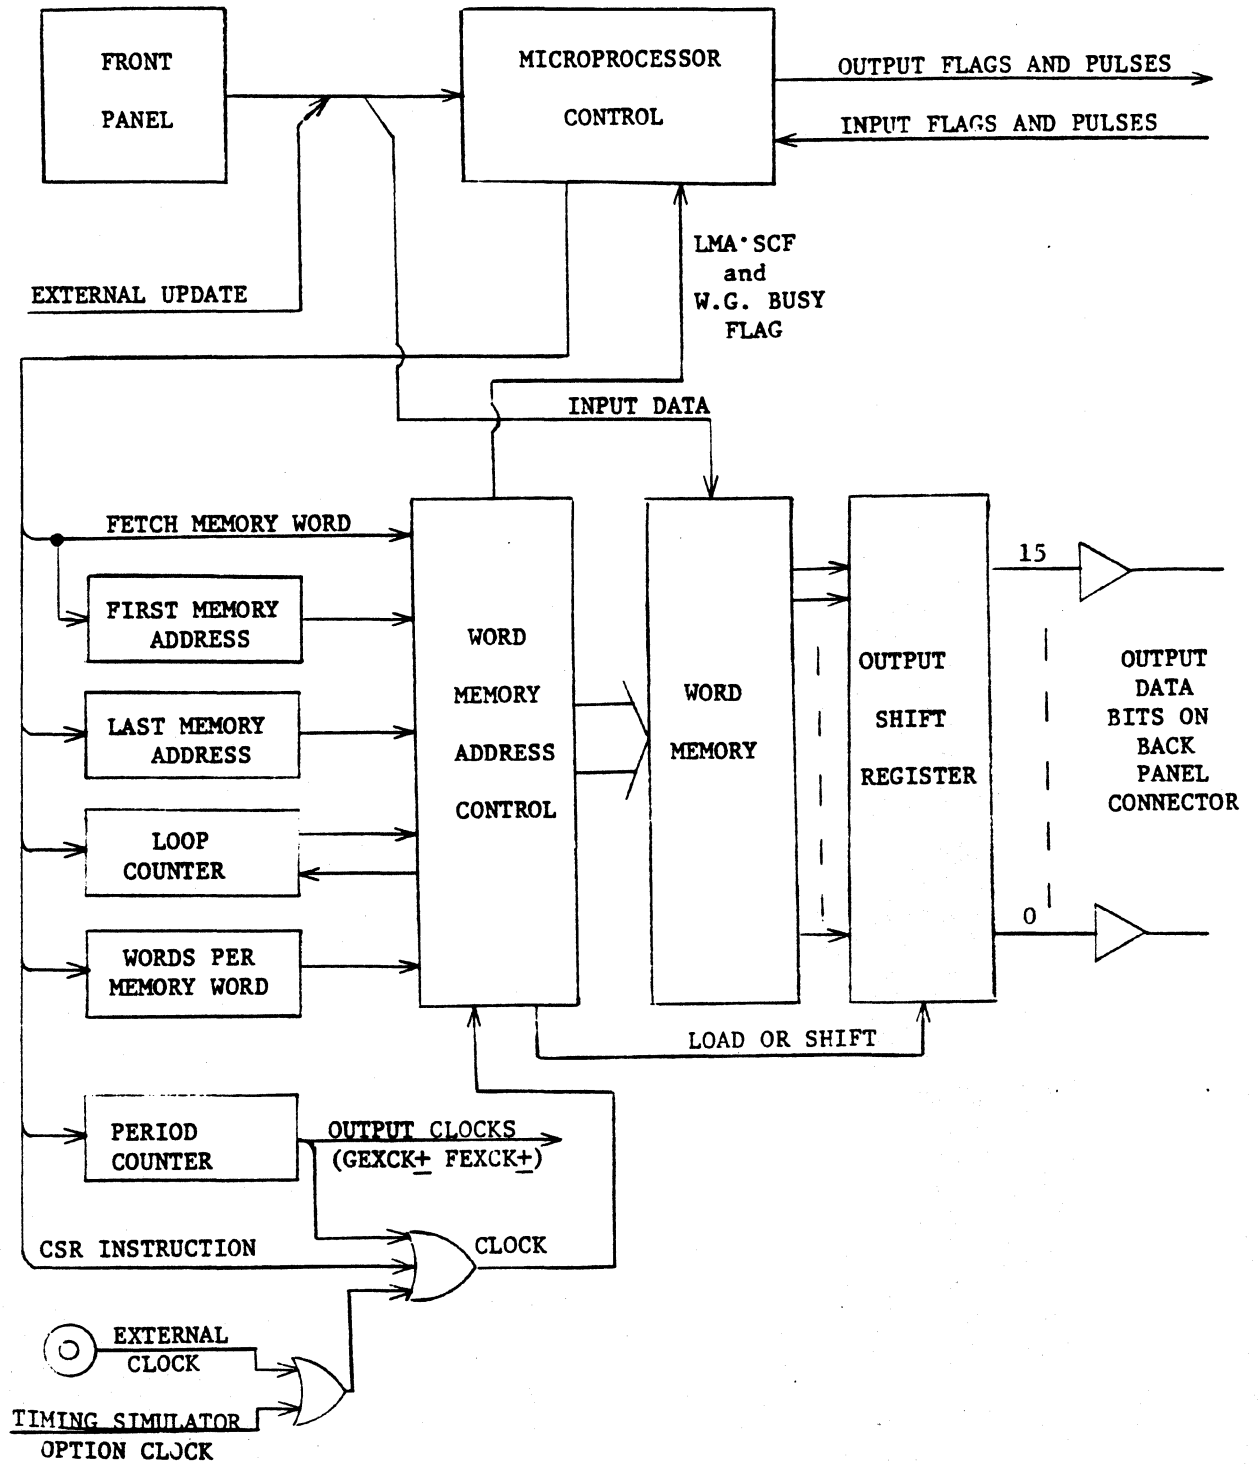 FRONT
PANEL
MICROPROCESSOR
CONTROL
OUTPUT FLAGS AND PULSES
INPUT FLAGS AND PULSES
LMA·SCF
and
W.G. BUSY
FLAG
EXTERNAL UPDATE
INPUT DATA
FETCH MEMORY WORD
FIRST MEMORY
ADDRESS
LAST MEMORY
ADDRESS
LOOP
COUNTER
WORDS PER
MEMORY WORD
WORD
MEMORY
ADDRESS
CONTROL
WORD
MEMORY
OUTPUT
SHIFT
REGISTER
15
0
OUTPUT
DATA
BITS ON
BACK
PANEL
CONNECTOR
LOAD OR SHIFT
PERIOD
COUNTER
OUTPUT CLOCKS
(GEXCK± FEXCK±)
CSR INSTRUCTION
CLOCK
EXTERNAL
CLOCK
TIMING SIMULATOR
OPTION CLOCK